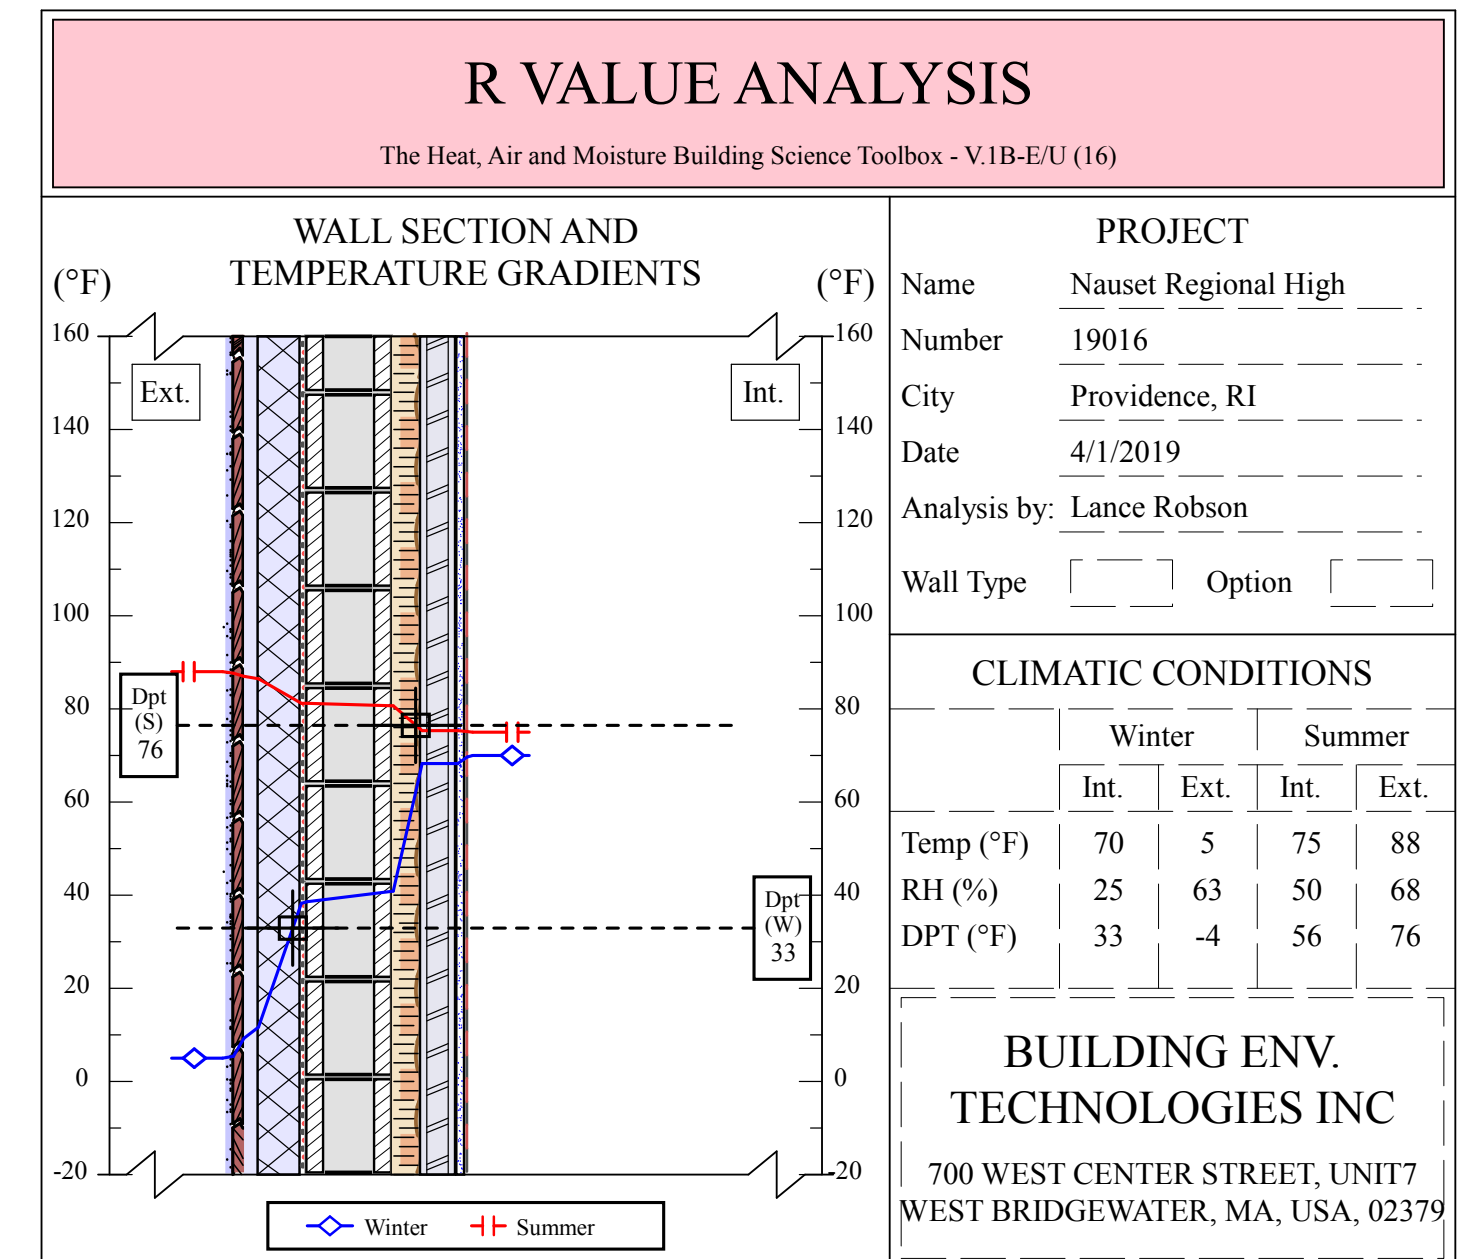 R VALUE ANALYSIS
The Heat, Air and Moisture Building Science Toolbox - V.1B-E/U (16)
WALL SECTION AND
TEMPERATURE GRADIENTS
(°F)
(°F)
160
140
120
100
80
60
40
20
0
-20
160
140
120
100
80
60
40
20
0
-20
Ext.
Int.
Dpt
(S)
76
Dpt
(W)
33
Winter Summer
PROJECT
Name Nauset Regional High
Number 19016
City Providence, RI
Date 4/1/2019
Analysis by: Lance Robson
Wall Type Option
CLIMATIC CONDITIONS
Winter Summer
Int. Ext. Int. Ext.
Temp (°F) 70 5 75 88
RH (%) 25 63 50 68
DPT (°F) 33 -4 56 76
BUILDING ENV.
TECHNOLOGIES INC
700 WEST CENTER STREET, UNIT7
WEST BRIDGEWATER, MA, USA, 02379